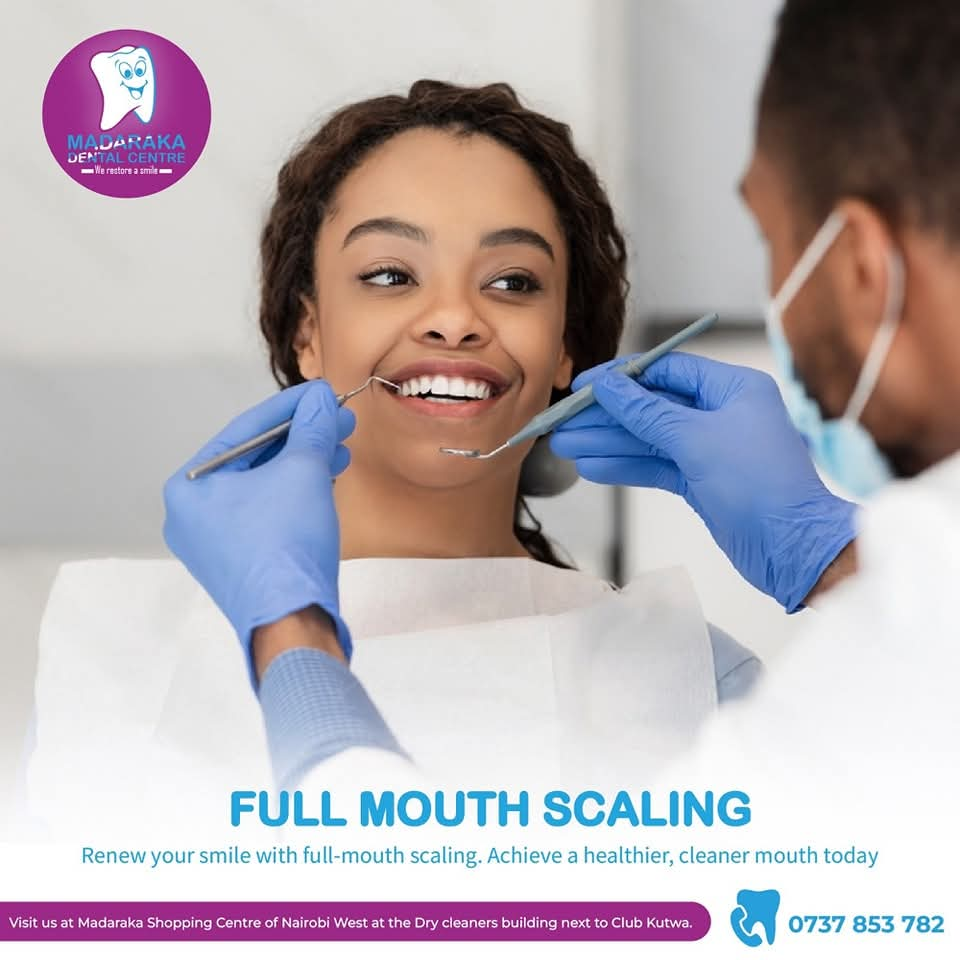 MADARAKA
DENTAL CENTRE
We restore a smile
FULL MOUTH SCALING
Renew your smile with full-mouth scaling. Achieve a healthier, cleaner mouth today
Visit us at Madaraka Shopping Centre of Nairobi West at the Dry cleaners building next to Club Kutwa.
0737 853 782